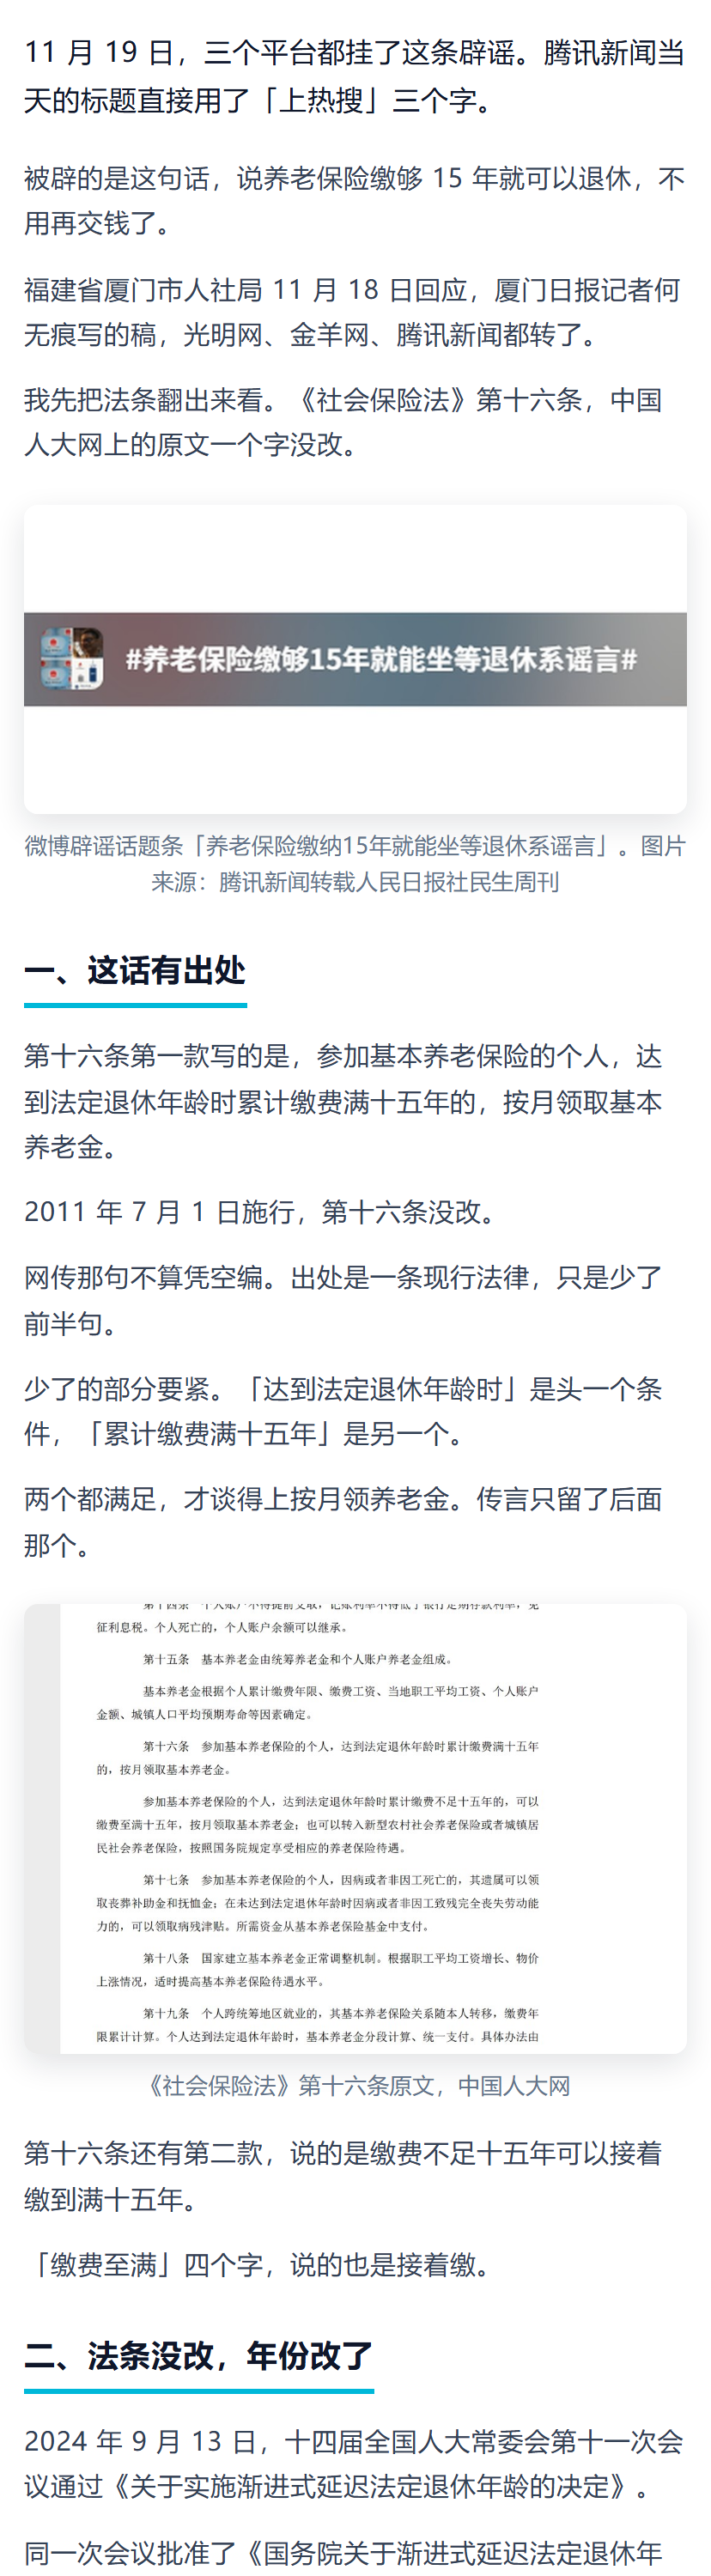 11 月 19 日，三个平台都挂了这条辟谣。腾讯新闻当
天的标题直接用了「上热搜」三个字。
被辟的是这句话，说养老保险缴够 15 年就可以退休，不
用再交钱了。
福建省厦门市人社局 11 月 18 日回应，厦门日报记者何
无痕写的稿，光明网、金羊网、腾讯新闻都转了。
我先把法条翻出来看。《社会保险法》第十六条，中国
人大网上的原文一个字没改。
#养老保险缴够15年就能坐等退休系谣言#
微博辟谣话题条「养老保险缴纳15年就能坐等退休系谣言」。图片
来源：腾讯新闻转载人民日报社民生周刊
一、这话有出处
第十六条第一款写的是，参加基本养老保险的个人，达
到法定退休年龄时累计缴费满十五年的，按月领取基本
养老金。
2011 年 7 月 1 日施行，第十六条没改。
网传那句不算凭空编。出处是一条现行法律，只是少了
前半句。
少了的部分要紧。「达到法定退休年龄时」是头一个条
件，「累计缴费满十五年」是另一个。
两个都满足，才谈得上按月领养老金。传言只留了后面
那个。
第十四条　个人账户不得提前支取，记账利率不得低于银行定期存款利率，免
征利息税。个人死亡的，个人账户余额可以继承。
第十五条　基本养老金由统筹养老金和个人账户养老金组成。
基本养老金根据个人累计缴费年限、缴费工资、当地职工平均工资、个人账户
金额、城镇人口平均预期寿命等因素确定。
第十六条　参加基本养老保险的个人，达到法定退休年龄时累计缴费满十五年
的，按月领取基本养老金。
参加基本养老保险的个人，达到法定退休年龄时累计缴费不足十五年的，可以
缴费至满十五年，按月领取基本养老金；也可以转入新型农村社会养老保险或者城镇居
民社会养老保险，按照国务院规定享受相应的养老保险待遇。
第十七条　参加基本养老保险的个人，因病或者非因工死亡的，其遗属可以领
取丧葬补助金和抚恤金；在未达到法定退休年龄时因病或者非因工致残完全丧失劳动能
力的，可以领取病残津贴。所需资金从基本养老保险基金中支付。
第十八条　国家建立基本养老金正常调整机制。根据职工平均工资增长、物价
上涨情况，适时提高基本养老保险待遇水平。
第十九条　个人跨统筹地区就业的，其基本养老保险关系随本人转移，缴费年
限累计计算。个人达到法定退休年龄时，基本养老金分段计算、统一支付。具体办法由
《社会保险法》第十六条原文，中国人大网
第十六条还有第二款，说的是缴费不足十五年可以接着
缴到满十五年。
「缴费至满」四个字，说的也是接着缴。
二、法条没改，年份改了
2024 年 9 月 13 日，十四届全国人大常委会第十一次会
议通过《关于实施渐进式延迟法定退休年龄的决定》。
同一次会议批准了《国务院关于渐进式延迟法定退休年